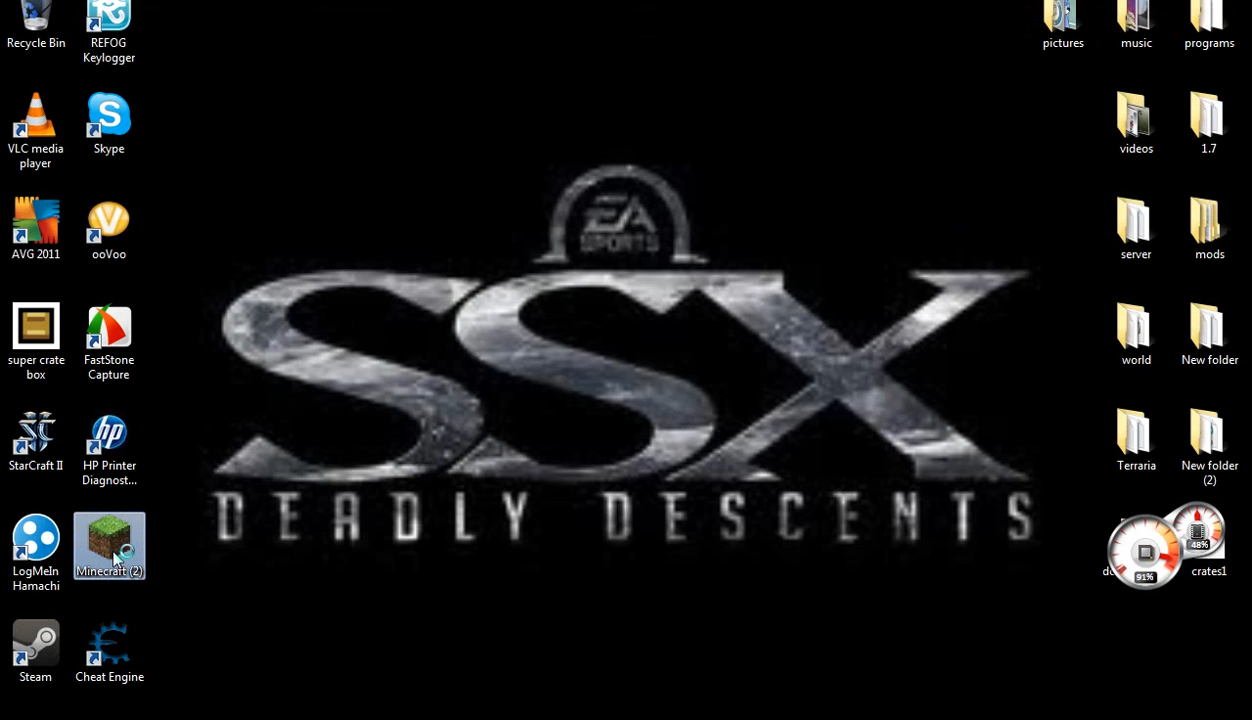 Recycle Bin
REFOG Keylogger
VLC media player
Skype
AVG 2011
ooVoo
super crate box
FastStone Capture
StarCraft II
HP Printer Diagnost...
LogMeIn Hamachi
Minecraft (2)
Steam
Cheat Engine
EA
SPORTS
SSX
DEADLY DESCENTS
pictures
music
programs
videos
1.7
server
mods
world
New folder
Terraria
New folder (2)
48%
91%
crates1